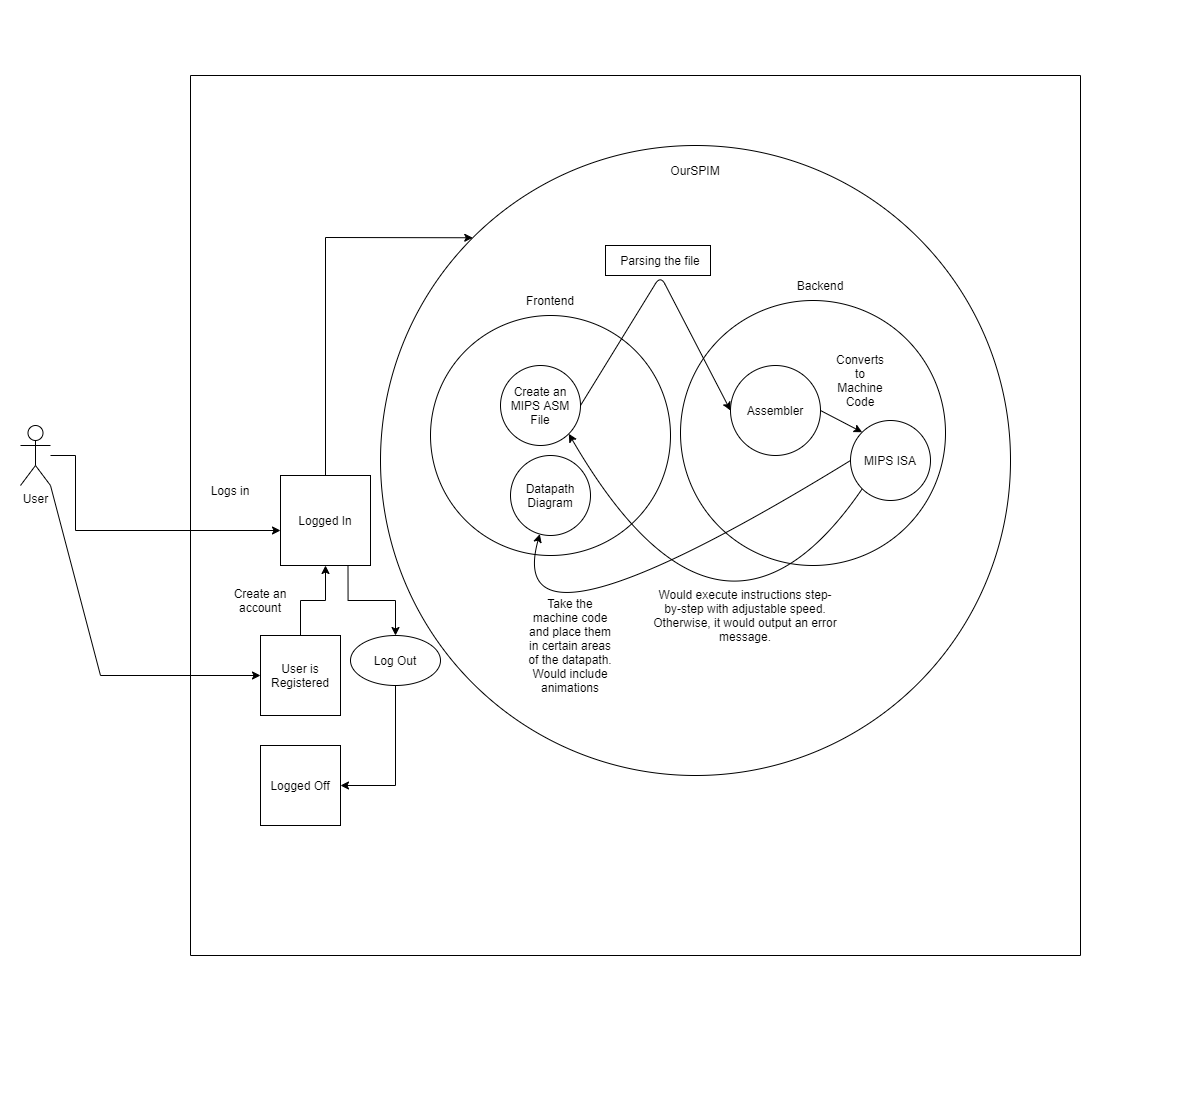 OurSPIM
Parsing the file
Frontend
Backend
Create an
MIPS ASM
File
Assembler
Converts
to
Machine
Code
MIPS ISA
Datapath
Diagram
User
Logs in
Logged In
Create an
account
User is
Registered
Log Out
Logged Off
Take the
machine code
and place them
in certain areas
of the datapath.
Would include
animations
Would execute instructions step-
by-step with adjustable speed.
Otherwise, it would output an error
message.